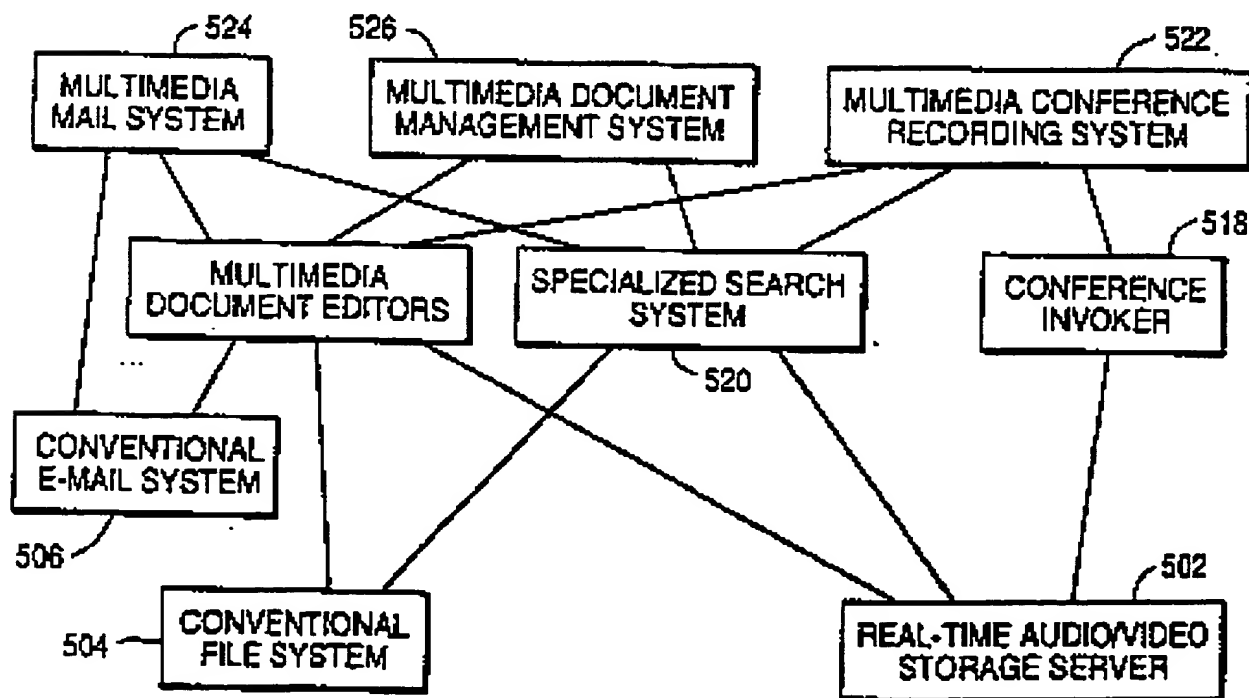 524
526
522
MULTIMEDIA
MAIL SYSTEM
MULTIMEDIA DOCUMENT
MANAGEMENT SYSTEM
MULTIMEDIA CONFERENCE
RECORDING SYSTEM
518
MULTIMEDIA
DOCUMENT EDITORS
SPECIALIZED SEARCH
SYSTEM
CONFERENCE
INVOKER
...
520
CONVENTIONAL
E-MAIL SYSTEM
506
502
504
CONVENTIONAL
FILE SYSTEM
REAL-TIME AUDIO/VIDEO
STORAGE SERVER